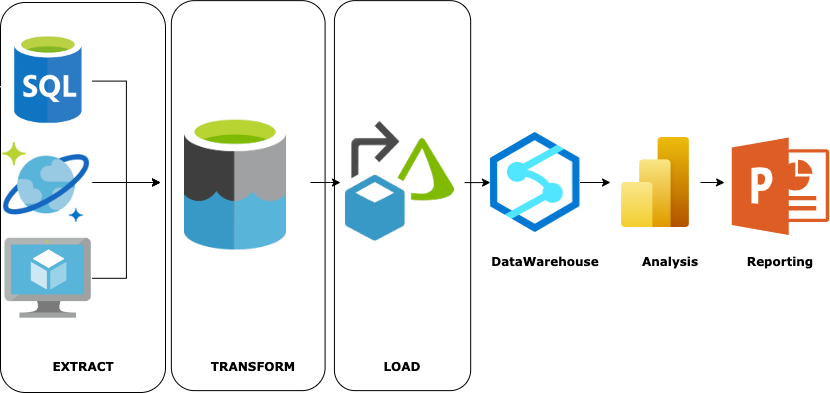 SQL
P
DataWarehouse
Analysis
Reporting
EXTRACT
TRANSFORM
LOAD